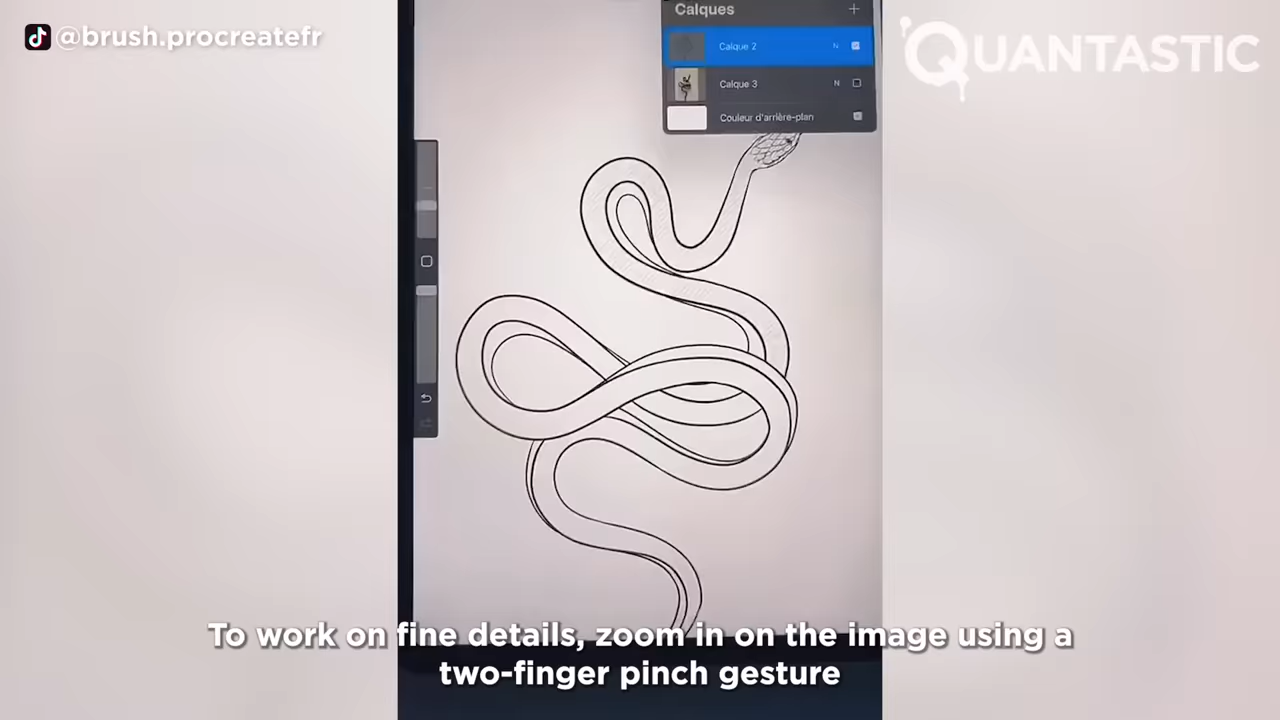 @brush.procreatefr
QUANTASTIC
Calques
Calque 2
N
Calque 3
N
Couleur d'arrière-plan
To work on fine details, zoom in on the image using a
two-finger pinch gesture